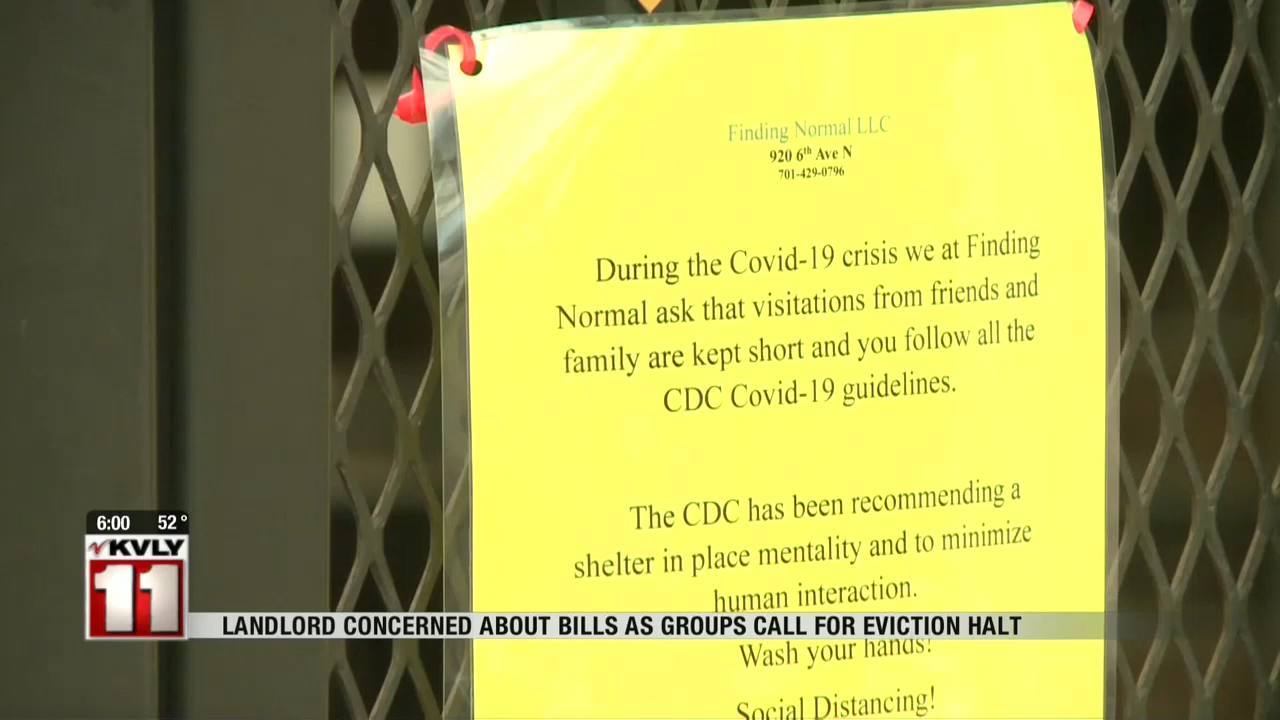 Finding Normal LLC
920 6th Ave N
701-429-0796
During the Covid-19 crisis we at Finding
Normal ask that visitations from friends and
family are kept short and you follow all the
CDC Covid-19 guidelines.
The CDC has been recommending a
shelter in place mentality and to minimize
human interaction.
Wash your hands!
Social Distancing!
6:00 52°
KVLY
11
LANDLORD CONCERNED ABOUT BILLS AS GROUPS CALL FOR EVICTION HALT